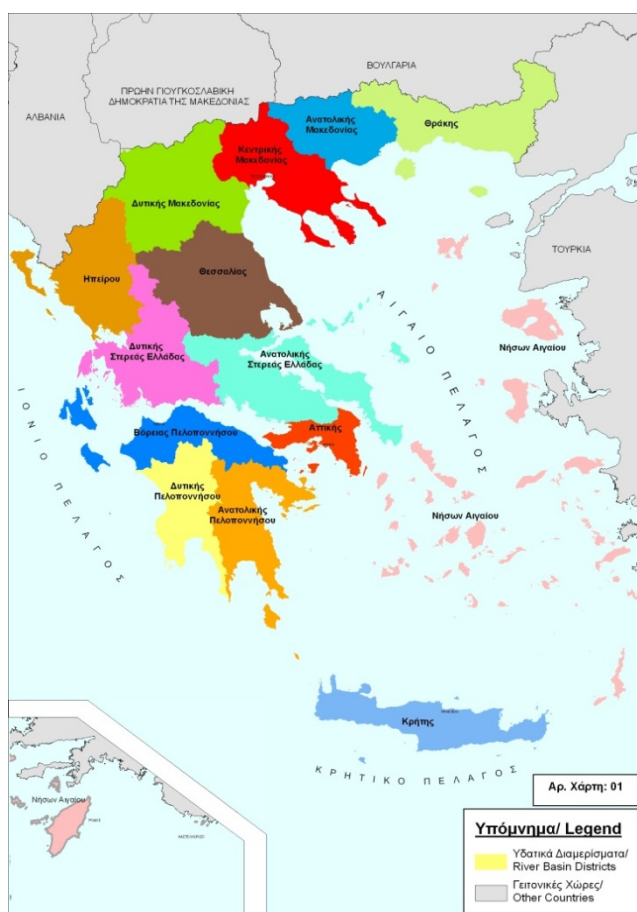 ΒΟΥΛΓΑΡΙΑ
ΠΡΩΗΝ ΓΙΟΥΓΚΟΣΛΑΒΙΚΗ
ΔΗΜΟΚΡΑΤΙΑ ΤΗΣ ΜΑΚΕΔΟΝΙΑΣ
ΑΛΒΑΝΙΑ
Ανατολικής
Μακεδονίας
Θράκης
Κεντρικής
Μακεδονίας
Δυτικής Μακεδονίας
ΤΟΥΡΚΙΑ
Ηπείρου
Θεσσαλίας
ΑΙΓΑΙΟ ΠΕΛΑΓΟΣ
Νήσων Αιγαίου
Δυτικής
Στερεάς Ελλάδας
Ανατολικής
Στερεάς Ελλάδας
ΙΟΝΙΟ ΠΕΛΑΓΟΣ
Αττικής
Βόρειας Πελοποννήσου
Δυτικής
Πελοποννήσου
Ανατολικής
Πελοποννήσου
Νήσων Αιγαίου
Κρήτης
ΚΡΗΤΙΚΟ ΠΕΛΑΓΟΣ
Νήσων Αιγαίου
Αρ. Χάρτη: 01
Υπόμνημα/ Legend
Υδατικά Διαμερίσματα/
River Basin Districts
Γειτονικές Χώρες/
Other Countries